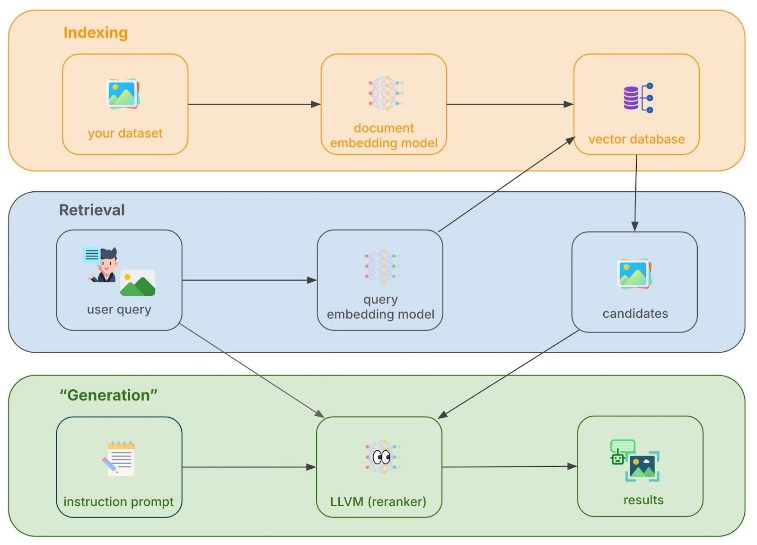 Indexing
your dataset
document
embedding model
vector database
Retrieval
user query
query
embedding model
candidates
“Generation”
instruction prompt
LLVM (reranker)
results